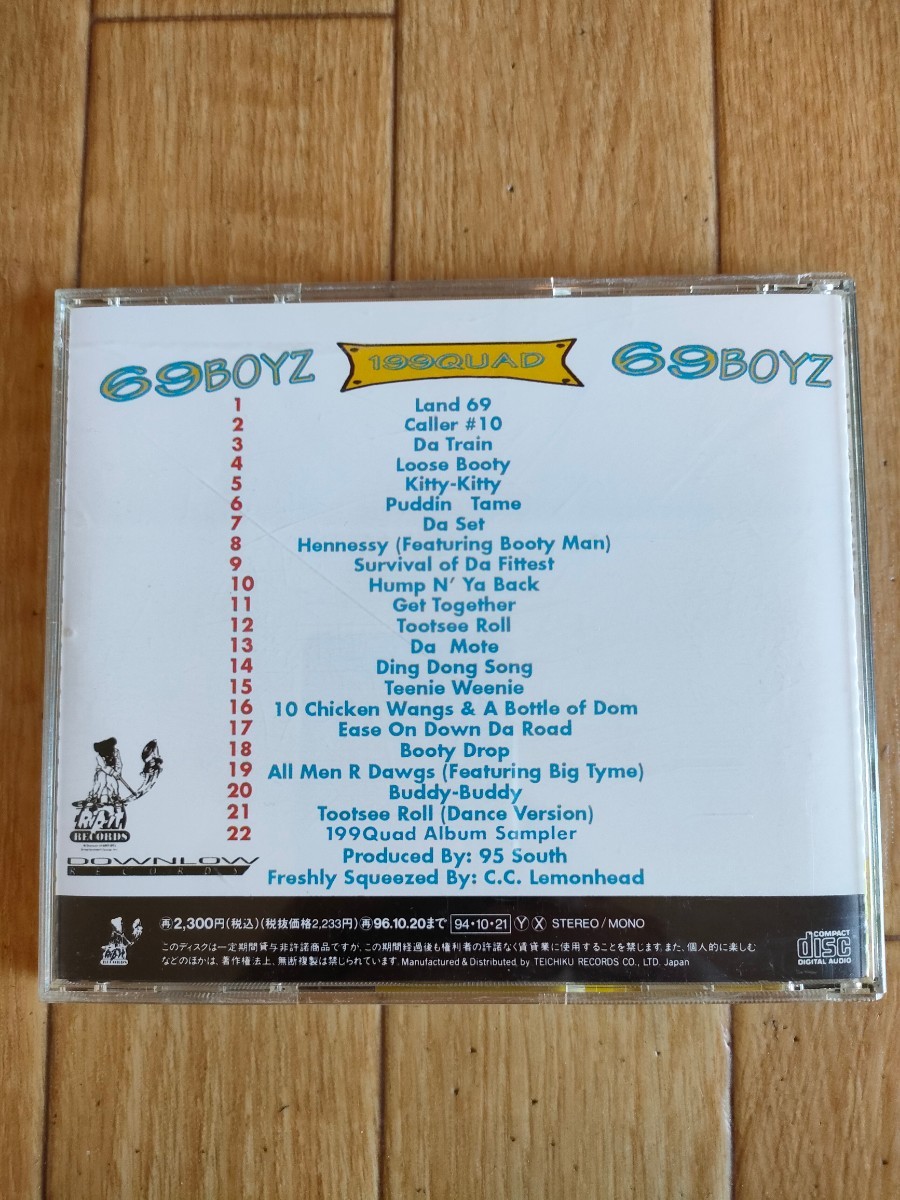 69BOYZ 199QUAD 69BOYZ
1 Land 69
2 Caller #10
3 Da Train
4 Loose Booty
5 Kitty-Kitty
6 Puddin Tame
7 Da Set
8 Hennessy (Featuring Booty Man)
9 Survival of Da Fittest
10 Hump N' Ya Back
11 Get Together
12 Tootsee Roll
13 Da Mote
14 Ding Dong Song
15 Teenie Weenie
16 10 Chicken Wangs & A Bottle of Dom
17 Ease On Down Da Road
18 Booty Drop
19 All Men R Dawgs (Featuring Big Tyme)
20 Buddy-Buddy
21 Tootsee Roll (Dance Version)
22 199Quad Album Sampler
Produced By: 95 South
Freshly Squeezed By: C.C. Lemonhead
RIP-IT
RECORDS
DOWNLOW
RECORDS
再2,300円(税込)(税抜価格2,233円)再96.10.20まで 94・10・21 Y X STEREO/MONO
このディスクは一定期間貸与非許諾商品ですが、この期間経過後も権利者の許諾なく賃貸業に使用することを禁じます。また、個人的に楽しむ
などのほかは、著作権法上、無断複製は禁じられています。Manufactured & Distributed by TEICHIKU RECORDS CO., LTD. Japan
RIP-IT
RECORDS
COMPACT
disc
DIGITAL AUDIO